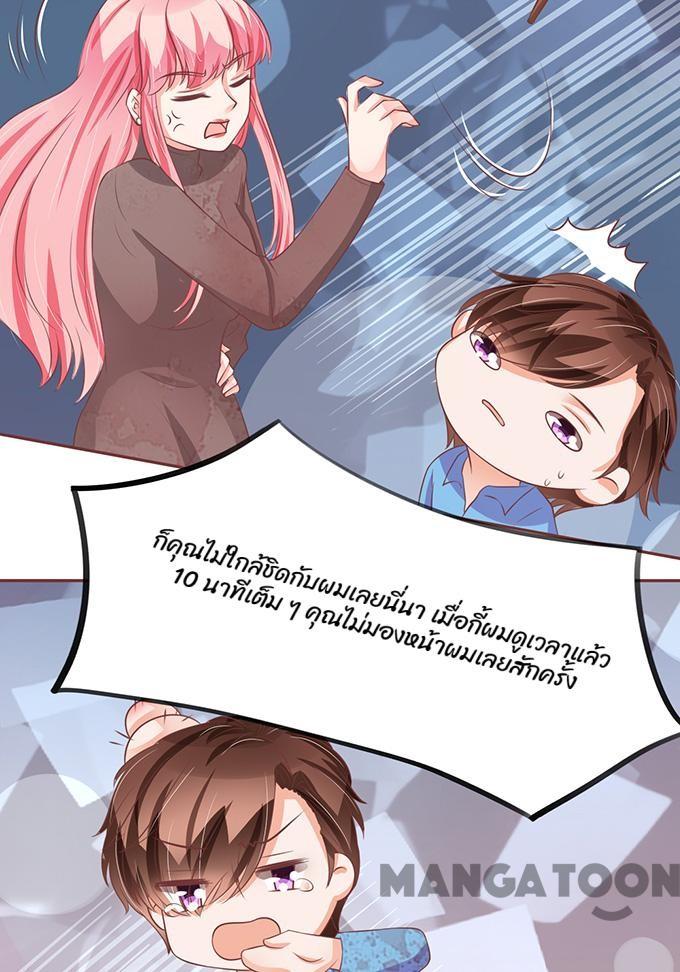 ก็คุณไม่ใกล้ชิดกับผมเลยนี่นา เมื่อกี้ผมดูเวลาแล้ว
10 นาทีเต็ม ๆ คุณไม่มองหน้าผมเลยสักครั้ง
MANGATOON